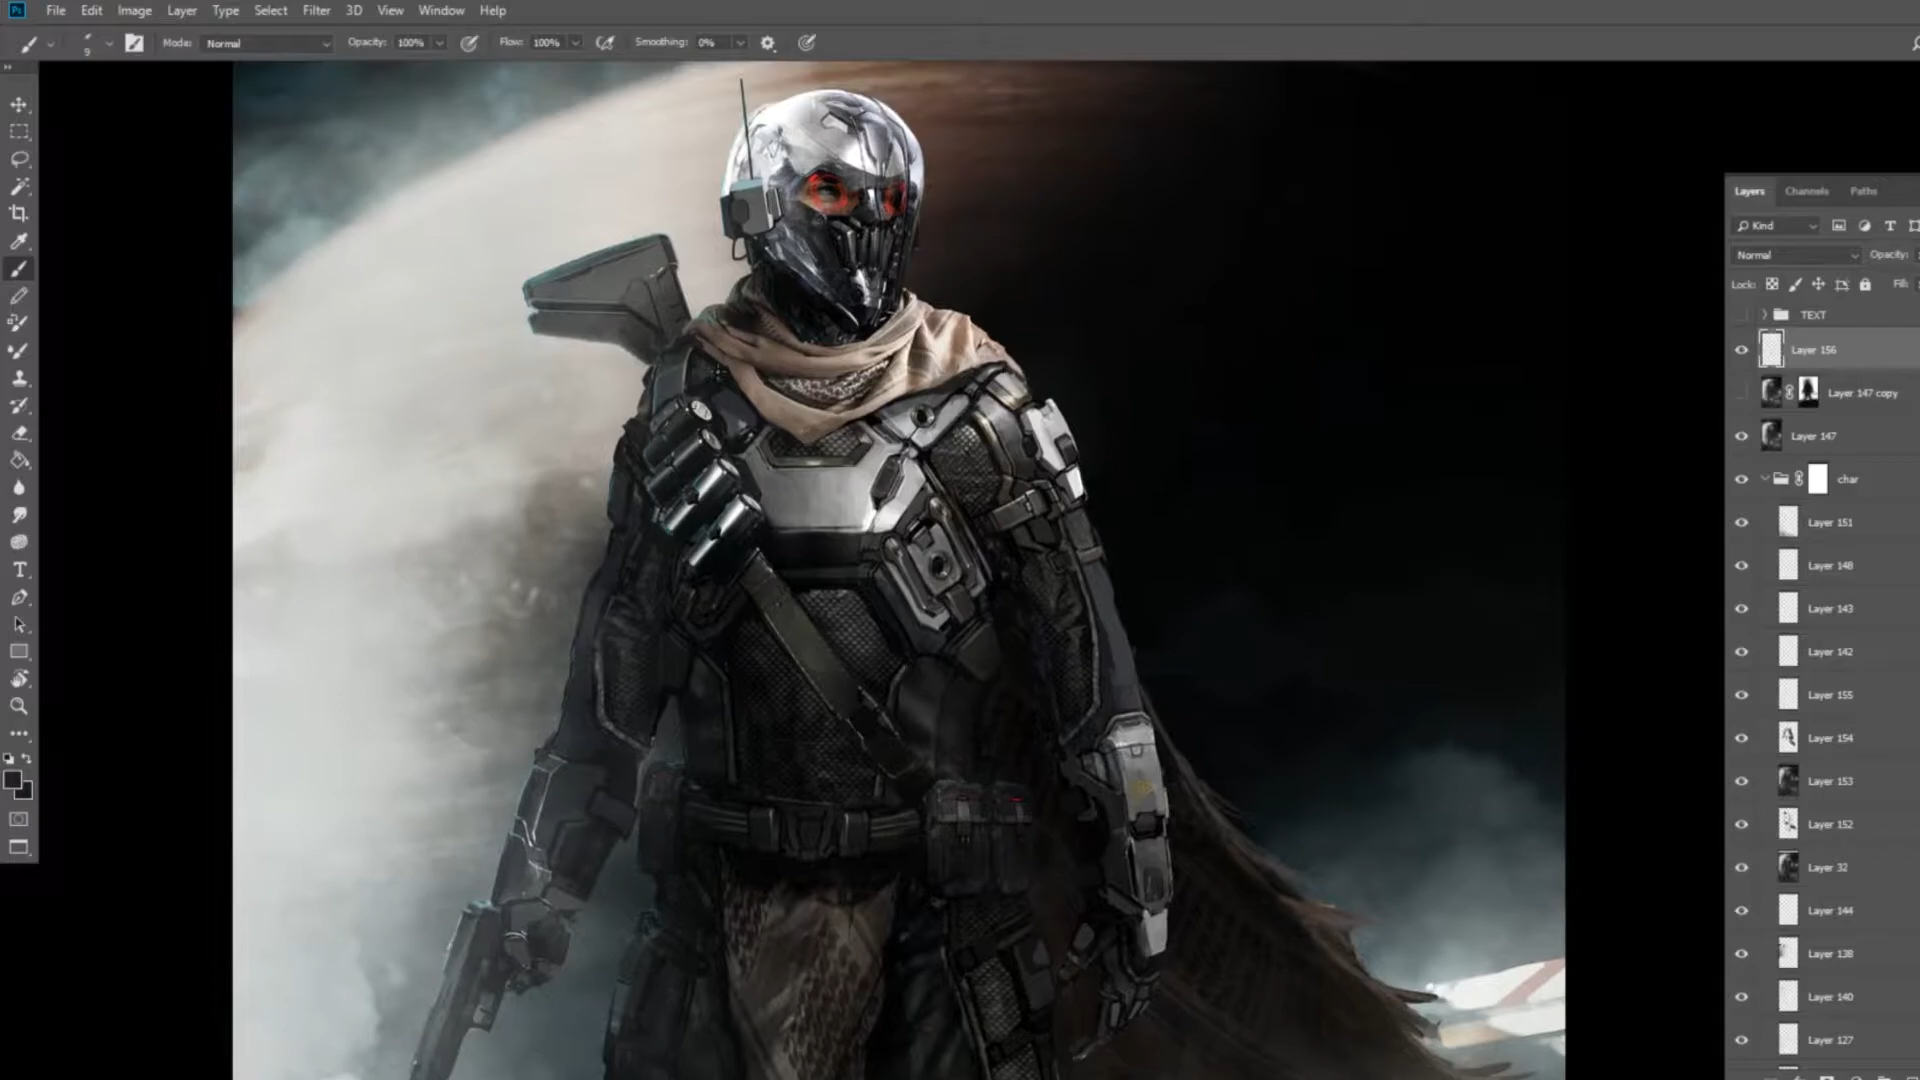 Ps File Edit Image Layer Type Select Filter 3D View Window Help
9 Mode: Normal Opacity: 100% Flow: 100% Smoothing: 0%
Layers Channels Paths
Kind
Normal Opacity:
Lock: Fill:
TEXT
Layer 156
Layer 147 copy
Layer 147
char
Layer 151
Layer 148
Layer 143
Layer 142
Layer 155
Layer 154
Layer 153
Layer 152
Layer 32
Layer 144
Layer 138
Layer 140
Layer 127